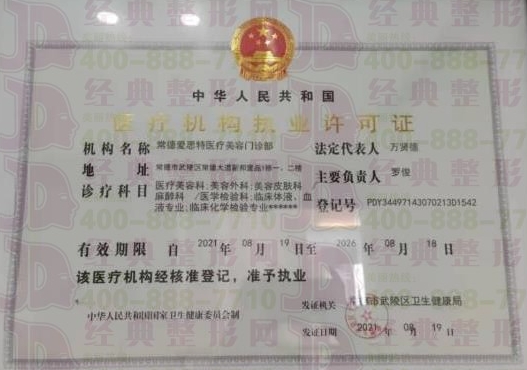 中华人民共和国
医疗机构执业许可证
机构名称 常德爱思特医疗美容门诊部
法定代表人 万贤德
地址 常德市武陵区常德大道
1栋一、二楼
主要负责人 罗俊
诊疗科目 医疗美容科;美容外科;美容皮肤科
麻醉科 /医学检验科;临床体液、血
液专业;临床化学检验专业******
登记号 PDY34497143070213D1542
有效期限 自 2021 年 08 月 19 日至 2026 年 08 月 18 日
该医疗机构经核准登记，准予执业
发证机关 市武陵区卫生健康局
中华人民共和国国家卫生健康委员会制
发证日期 2021 年 08 月 19 日
经典整形网
400-888-7710